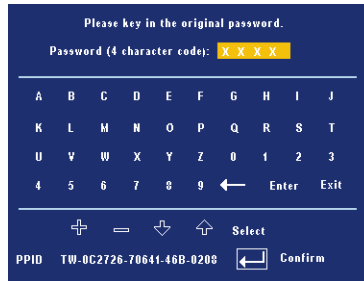 Please key in the original password.
Password (4 character code): X X X X
A B C D E F G H I J
K L M N O P Q R S T
U V W X Y Z 0 1 2 3
4 5 6 7 8 9 ← Enter Exit
Select
PPID TW-0C2726-70641-46B-0208 Confirm